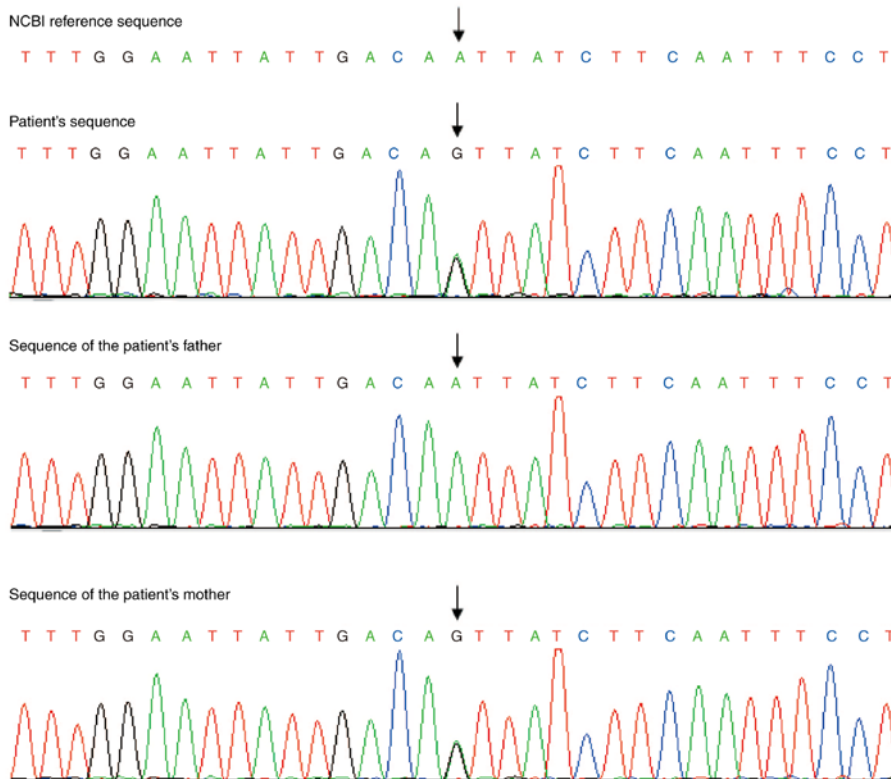 NCBI reference sequence
T T T G G A A T T A T T G A C A A T T A T C T T C A A T T T C C T
Patient's sequence
T T T G G A A T T A T T G A C A G T T A T C T T C A A T T T C C T
Sequence of the patient's father
T T T G G A A T T A T T G A C A A T T A T C T T C A A T T T C C T
Sequence of the patient's mother
T T T G G A A T T A T T G A C A G T T A T C T T C A A T T T C C T